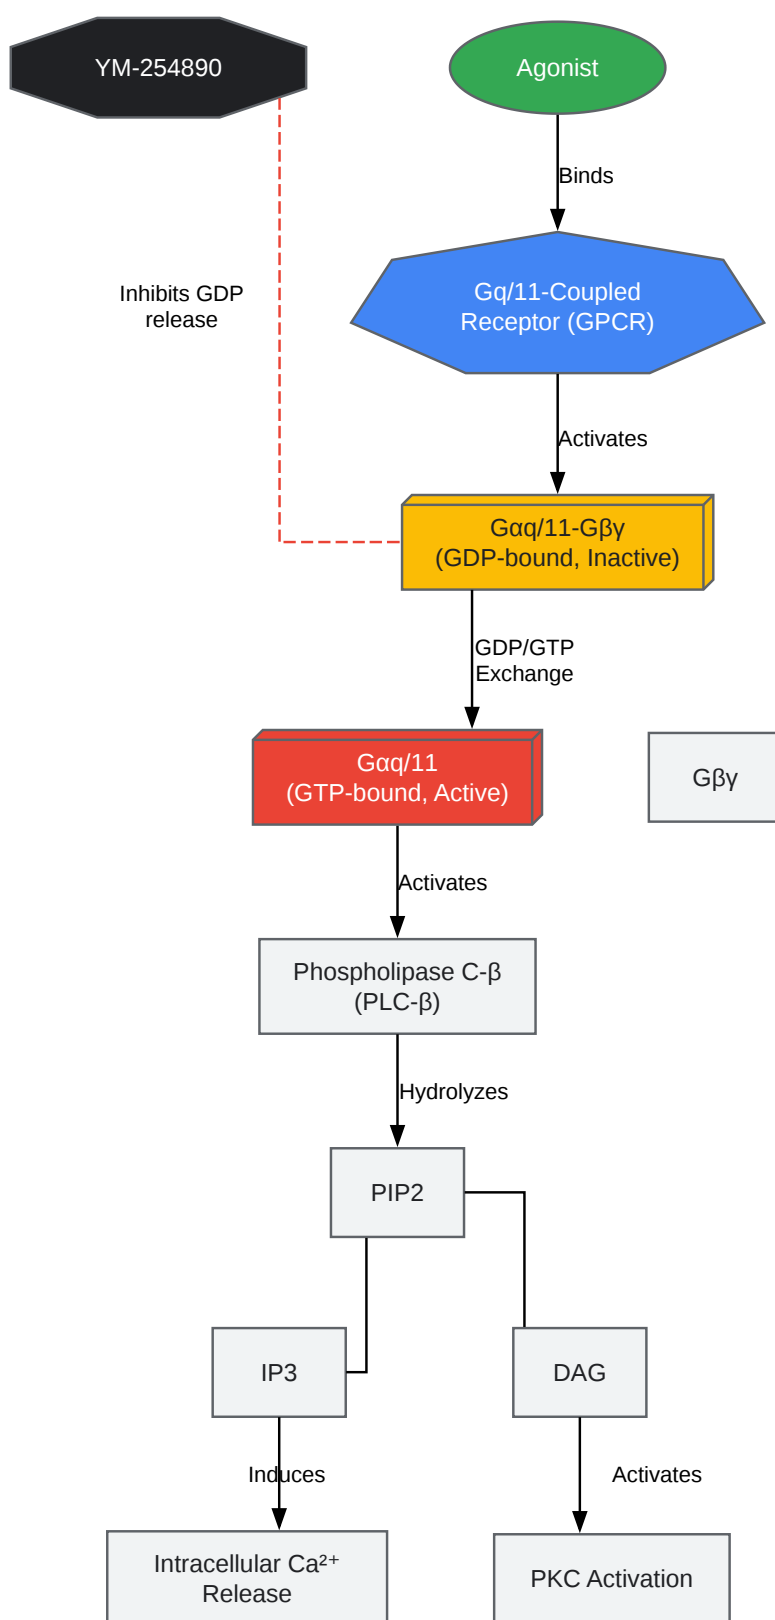 YM-254890
Agonist
Binds
Inhibits GDP
release
Gq/11-Coupled
Receptor (GPCR)
Activates
Gαq/11-Gβγ
(GDP-bound, Inactive)
GDP/GTP
Exchange
Gαq/11
(GTP-bound, Active)
Gβγ
Activates
Phospholipase C-β
(PLC-β)
Hydrolyzes
PIP2
IP3
DAG
Induces
Activates
Intracellular Ca²⁺
Release
PKC Activation